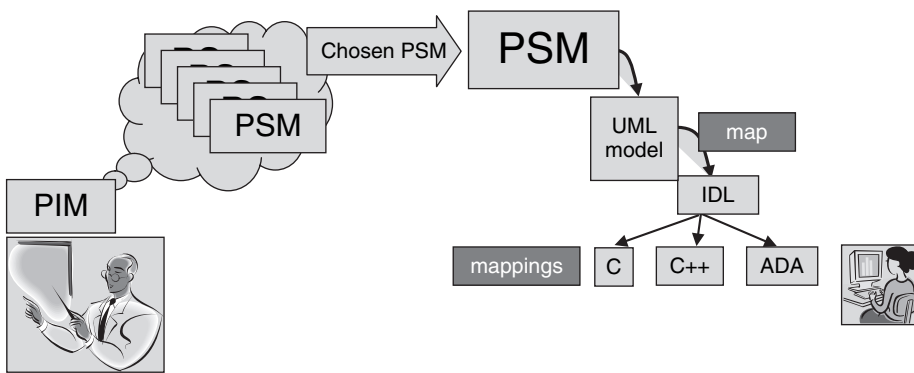 Chosen PSM
PSM
PSM
UML
model
map
PIM
IDL
mappings
C
C++
ADA